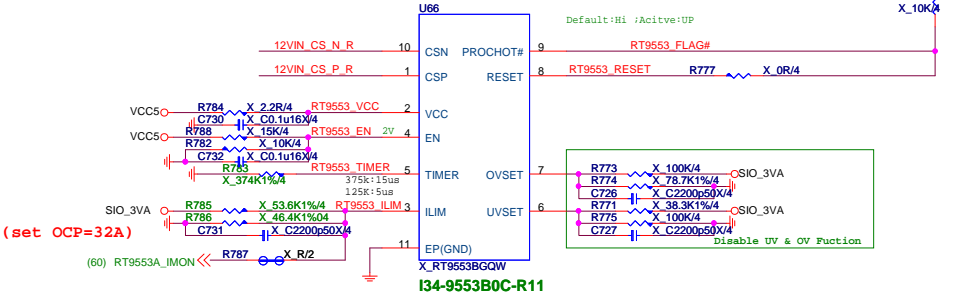 U66
X_10K/4
Default:Hi ;Acitve:UP
12VIN_CS_N_R 10 CSN PROCHOT# 9 RT9553_FLAG#
12VIN_CS_P_R 1 CSP RESET 8 RT9553_RESET R777 X_0R/4
VCC5 R784 X_2.2R/4 RT9553_VCC 2 VCC
C730 X_C0.1u16X/4
VCC5 R788 X_15K/4 RT9553_EN 2V 4 EN
R782 X_10K/4
C732 X_C0.1u16X/4
R783 X_374K1%/4 RT9553_TIMER 5 TIMER
375k:15us
125K:5us
OVSET 7 R773 X_100K/4 SIO_3VA
R774 X_78.7K1%/4
C726 X_C2200p50X/4
SIO_3VA R785 X_53.6K1%/4 RT9553_ILIM 3 ILIM
R786 X_46.4K1%04
C731 X_C2200p50X/4
(set OCP=32A)
UVSET 6 R771 X_38.3K1%/4 SIO_3VA
R775 X_100K/4
C727 X_C2200p50X/4
Disable UV & OV Fuction
(60) RT9553A_IMON R787 X_R/2
11 EP(GND)
X_RT9553BGQW
I34-9553B0C-R11